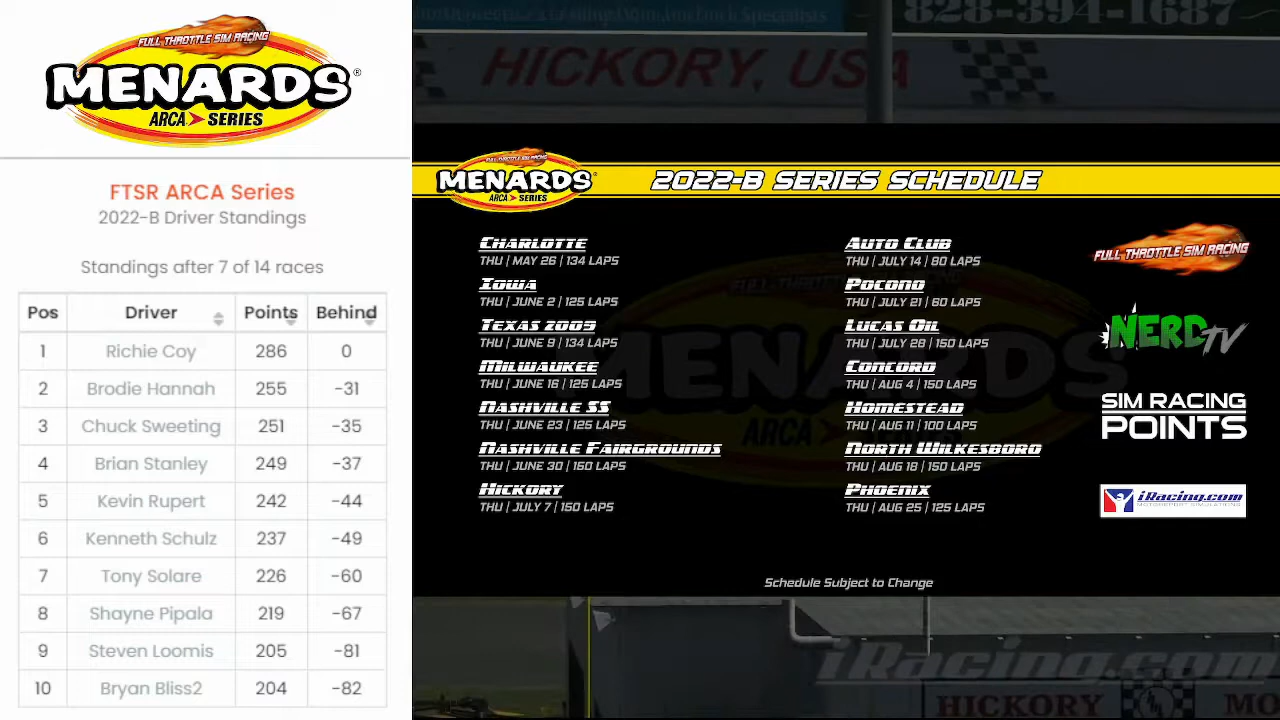 FULL THROTTLE SIM RACING
MENARDS®
ARCA SERIES
FTSR ARCA Series
2022-B Driver Standings
Standings after 7 of 14 races
Pos Driver Points Behind
1 Richie Coy 286 0
2 Brodie Hannah 255 -31
3 Chuck Sweeting 251 -35
4 Brian Stanley 249 -37
5 Kevin Rupert 242 -44
6 Kenneth Schulz 237 -49
7 Tony Solare 226 -60
8 Shayne Pipala 219 -67
9 Steven Loomis 205 -81
10 Bryan Bliss2 204 -82
828-394-1687
HICKORY, USA
FULL THROTTLE SIM RACING
MENARDS
ARCA SERIES
2022-B SERIES SCHEDULE
CHARLOTTE
THU | MAY 26 | 134 LAPS
IOWA
THU | JUNE 2 | 125 LAPS
TEXAS 2009
THU | JUNE 9 | 134 LAPS
MILWAUKEE
THU | JUNE 16 | 125 LAPS
NASHVILLE SS
THU | JUNE 23 | 125 LAPS
NASHVILLE FAIRGROUNDS
THU | JUNE 30 | 150 LAPS
HICKORY
THU | JULY 7 | 150 LAPS
AUTO CLUB
THU | JULY 14 | 80 LAPS
POCONO
THU | JULY 21 | 60 LAPS
LUCAS OIL
THU | JULY 28 | 150 LAPS
CONCORD
THU | AUG 4 | 150 LAPS
HOMESTEAD
THU | AUG 11 | 100 LAPS
NORTH WILKESBORO
THU | AUG 18 | 150 LAPS
PHOENIX
THU | AUG 25 | 125 LAPS
FULL THROTTLE SIM RACING
NERD TV
SIM RACING
POINTS
iRacing.com
MOTORSPORT SIMULATIONS
MENARDS
ARCA SERIES
Schedule Subject to Change
iRacing.com
HICKORY MO